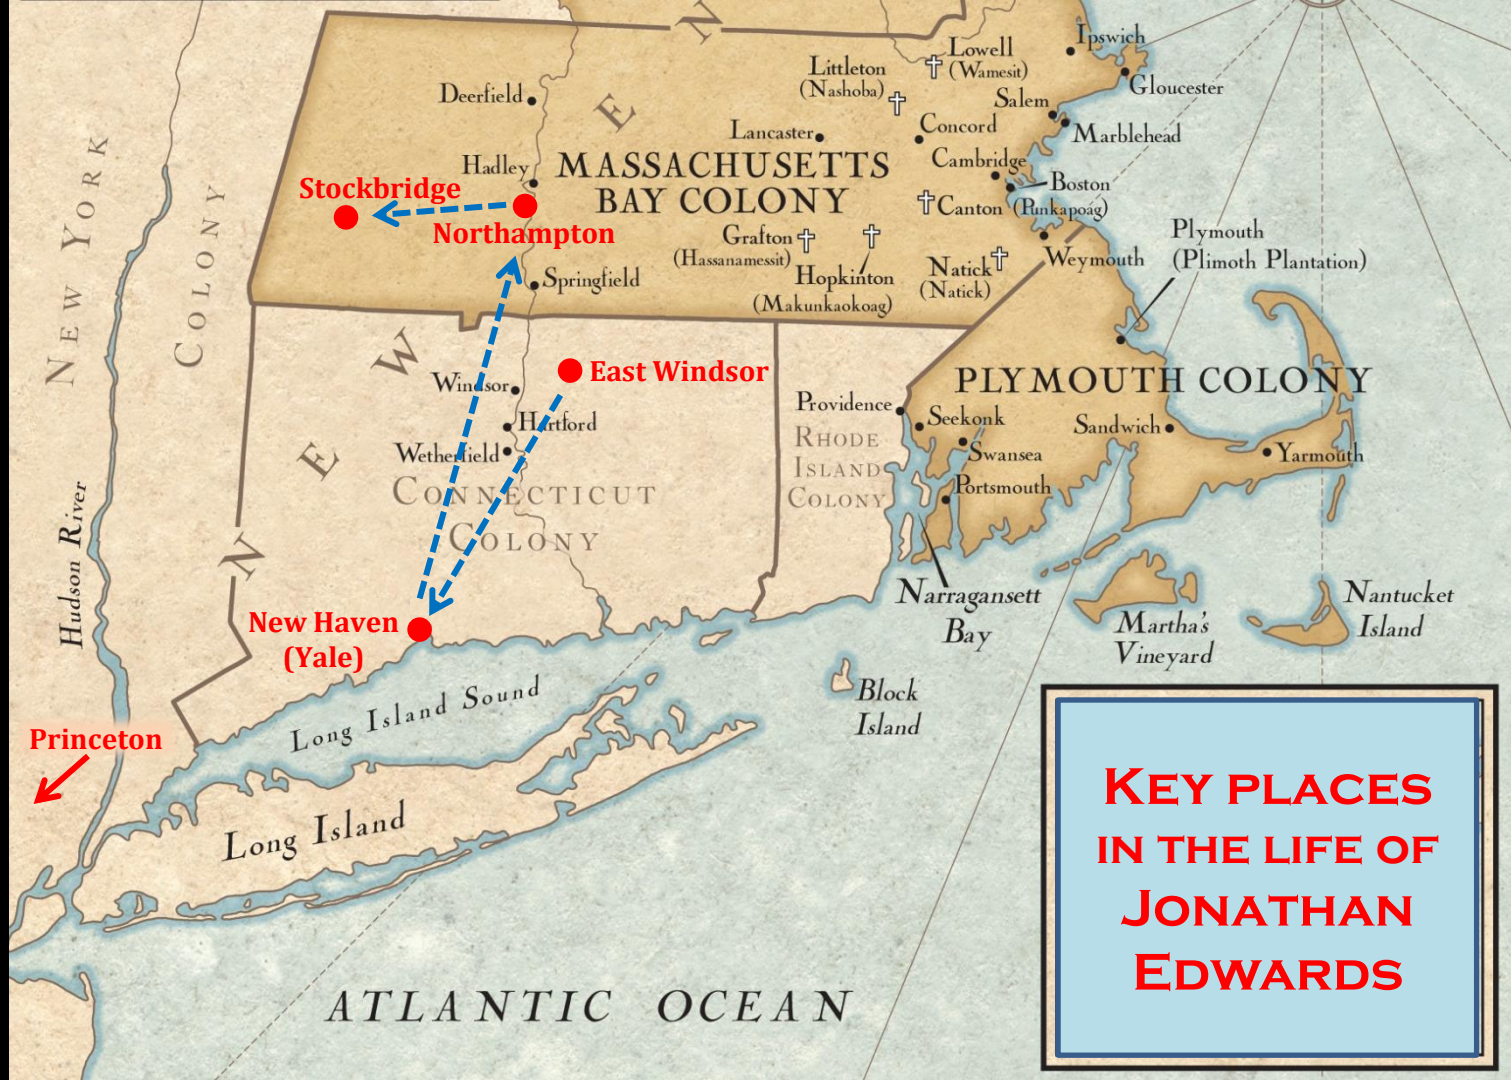 N
E
W
E
N
Ipswich
Lowell
(Wamesit)
Littleton
(Nashoba)
Gloucester
Deerfield
Salem
Marblehead
Concord
Lancaster
Cambridge
Hadley
MASSACHUSETTS
BAY COLONY
Boston
Canton (Punkapoag)
Stockbridge
Northampton
Grafton
(Hassanamessit)
Hopkinton
(Makunkaokoag)
Natick
(Natick)
Weymouth
Plymouth
(Plimoth Plantation)
Springfield
NEW YORK
COLONY
East Windsor
Windsor
Hartford
Wethersfield
CONNECTICUT
COLONY
PLYMOUTH COLONY
Providence
RHODE
ISLAND
COLONY
Seekonk
Swansea
Portsmouth
Sandwich
Yarmouth
Hudson River
New Haven
(Yale)
Narragansett
Bay
Martha's
Vineyard
Nantucket
Island
Block
Island
Long Island Sound
Princeton
Long Island
ATLANTIC OCEAN
KEY PLACES
IN THE LIFE OF
JONATHAN
EDWARDS